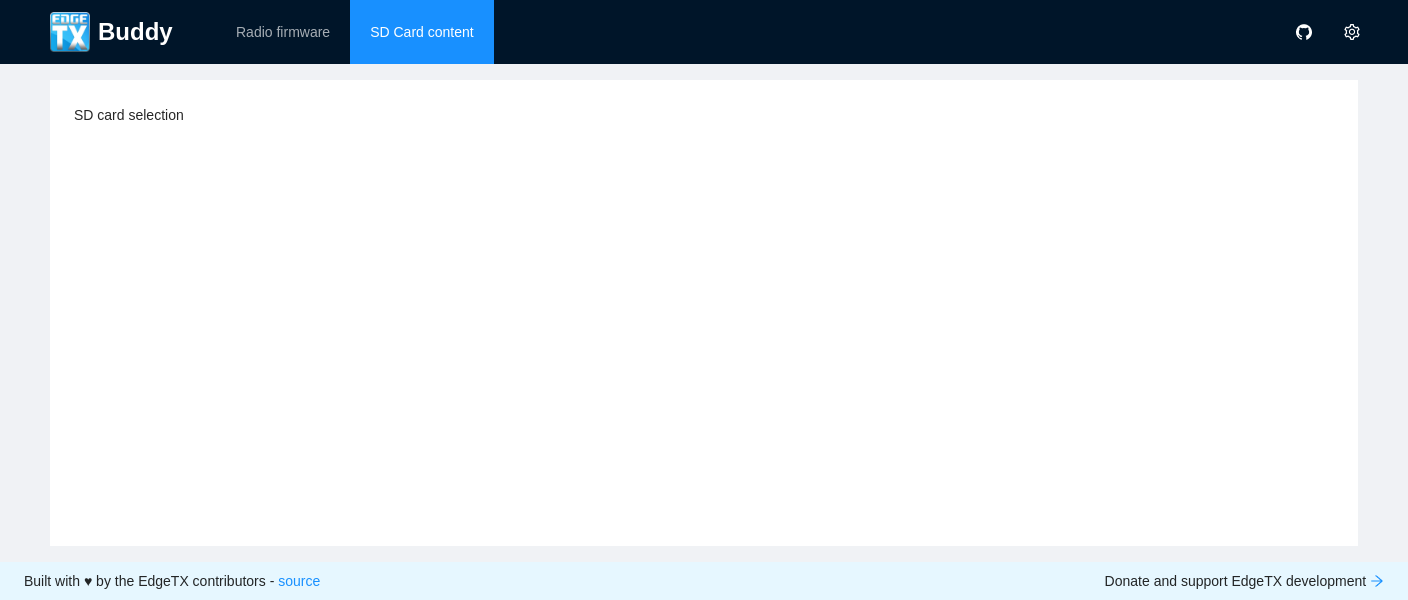 EDGE
TX
Buddy
Radio firmware
SD Card content
SD card selection
Built with ♥ by the EdgeTX contributors - source
Donate and support EdgeTX development →